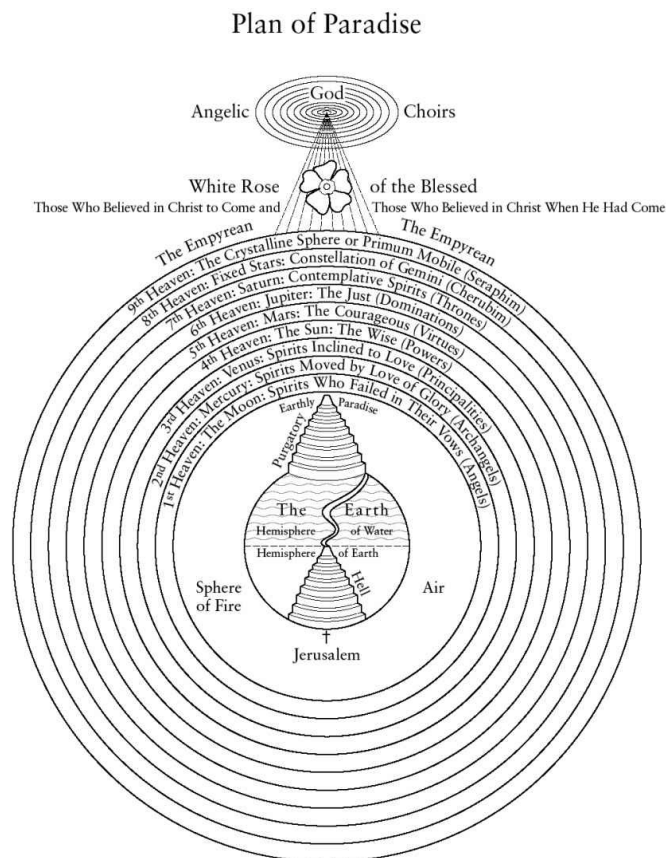 Plan of Paradise
God
Angelic Choirs
White Rose of the Blessed
Those Who Believed in Christ to Come and Those Who Believed in Christ When He Had Come
The Empyrean The Empyrean
9th Heaven: The Crystalline Sphere or Primum Mobile (Seraphim)
8th Heaven: Fixed Stars: Constellation of Gemini (Cherubim)
7th Heaven: Saturn: Contemplative Spirits (Thrones)
6th Heaven: Jupiter: The Just (Dominations)
5th Heaven: Mars: The Courageous (Virtues)
4th Heaven: The Sun: The Wise (Powers)
3rd Heaven: Venus: Spirits Inclined to Love (Principalities)
2nd Heaven: Mercury: Spirits Moved by Love of Glory (Archangels)
1st Heaven: The Moon: Spirits Who Failed in Their Vows (Angels)
Earthly Paradise
Purgatory
The Earth
Hemisphere of Water
Hemisphere of Earth
Hell
Sphere of Fire
Air
Jerusalem